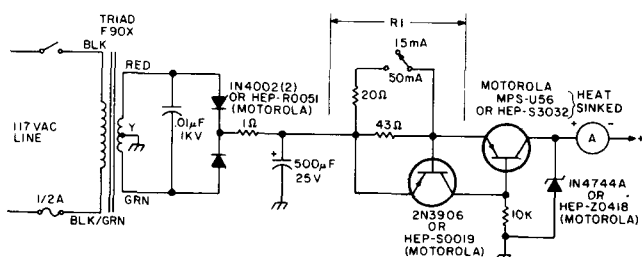 TRIAD
F90X
BLK
RED
117 VAC
LINE
Y
.01µF
1KV
1N4002(2)
OR HEP-R0051
(MOTOROLA)
1Ω
500µF
25V
+
R1
15mA
50mA
20Ω
43Ω
MOTOROLA
MPS-U56
OR HEP-S3032
HEAT
SINKED
+
A
-
+
2N3906
OR
HEP-S0019
(MOTOROLA)
10K
1N4744A
OR
HEP-Z0418
(MOTOROLA)
1/2A
BLK/GRN
GRN